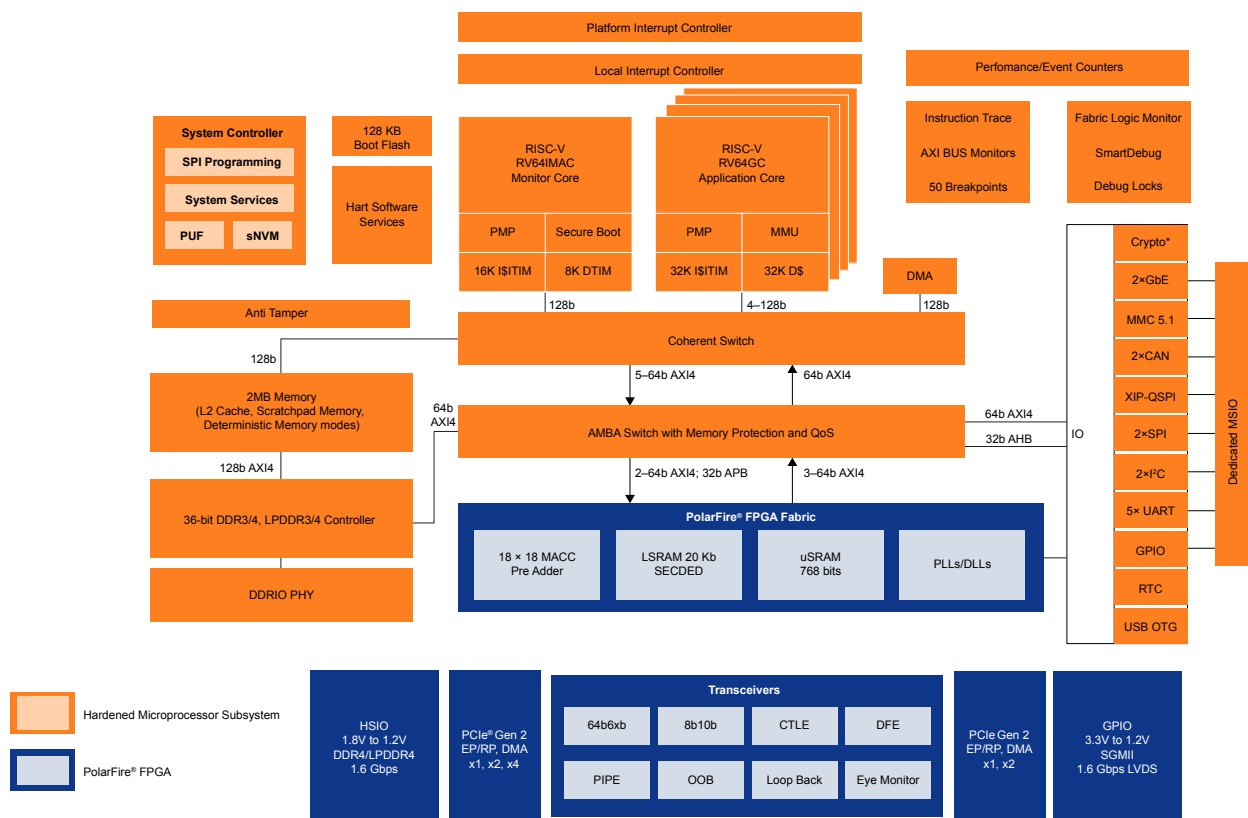 Platform Interrupt Controller
Local Interrupt Controller
Perfomance/Event Counters
System Controller
SPI Programming
System Services
PUF
sNVM
128 KB
Boot Flash
Hart Software
Services
RISC-V
RV64IMAC
Monitor Core
PMP
Secure Boot
16K I$ITIM
8K DTIM
RISC-V
RV64GC
Application Core
PMP
MMU
32K I$ITIM
32K D$
Instruction Trace
AXI BUS Monitors
50 Breakpoints
Fabric Logic Monitor
SmartDebug
Debug Locks
DMA
128b
4–128b
128b
Anti Tamper
Coherent Switch
128b
5–64b AXI4
64b AXI4
2MB Memory
(L2 Cache, Scratchpad Memory,
Deterministic Memory modes)
64b
AXI4
AMBA Switch with Memory Protection and QoS
64b AXI4
32b AHB
IO
128b AXI4
2–64b AXI4; 32b APB
3–64b AXI4
36-bit DDR3/4, LPDDR3/4 Controller
DDRIO PHY
PolarFire® FPGA Fabric
18 × 18 MACC
Pre Adder
LSRAM 20 Kb
SECDED
uSRAM
768 bits
PLLs/DLLs
Crypto*
2×GbE
MMC 5.1
2×CAN
XIP-QSPI
2×SPI
2×I²C
5× UART
GPIO
RTC
USB OTG
Dedicated MSIO
Hardened Microprocessor Subsystem
PolarFire® FPGA
HSIO
1.8V to 1.2V
DDR4/LPDDR4
1.6 Gbps
PCIe® Gen 2
EP/RP, DMA
x1, x2, x4
Transceivers
64b6xb
8b10b
CTLE
DFE
PIPE
OOB
Loop Back
Eye Monitor
PCIe Gen 2
EP/RP, DMA
x1, x2
GPIO
3.3V to 1.2V
SGMII
1.6 Gbps LVDS